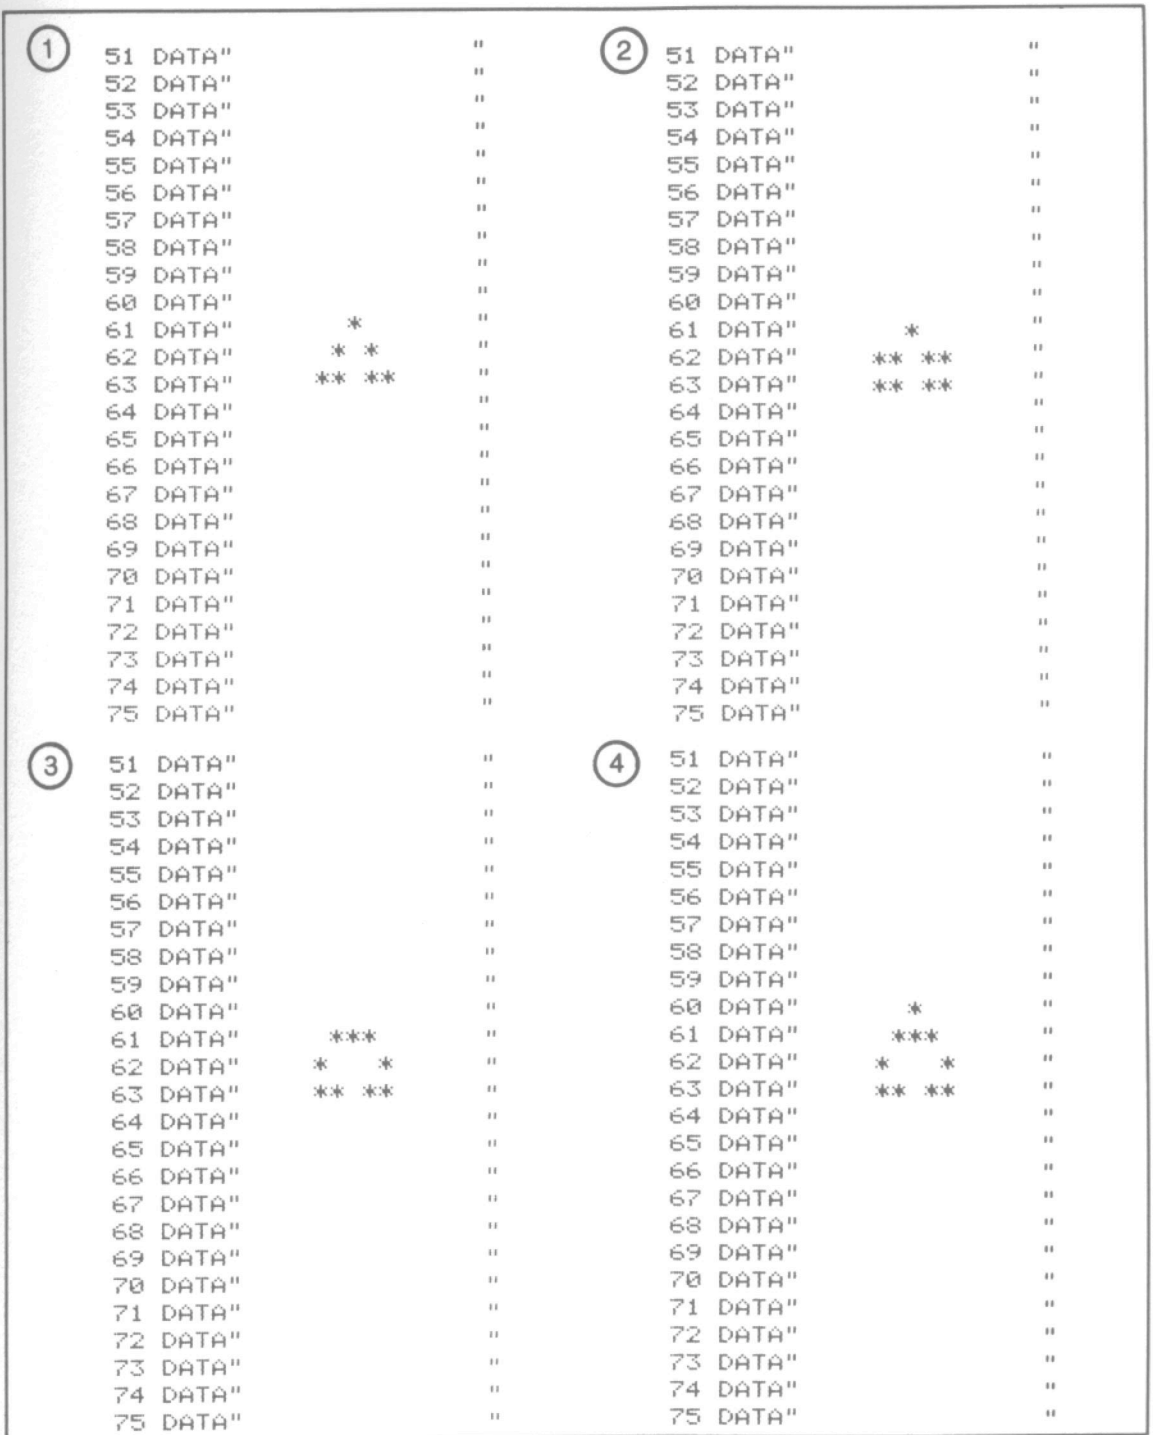 ①
51 DATA"               "
52 DATA"               "
53 DATA"               "
54 DATA"               "
55 DATA"               "
56 DATA"               "
57 DATA"               "
58 DATA"               "
59 DATA"               "
60 DATA"               "
61 DATA"       *       "
62 DATA"      * *      "
63 DATA"     ** **     "
64 DATA"               "
65 DATA"               "
66 DATA"               "
67 DATA"               "
68 DATA"               "
69 DATA"               "
70 DATA"               "
71 DATA"               "
72 DATA"               "
73 DATA"               "
74 DATA"               "
75 DATA"               "
②
51 DATA"               "
52 DATA"               "
53 DATA"               "
54 DATA"               "
55 DATA"               "
56 DATA"               "
57 DATA"               "
58 DATA"               "
59 DATA"               "
60 DATA"               "
61 DATA"       *       "
62 DATA"     ** **     "
63 DATA"     ** **     "
64 DATA"               "
65 DATA"               "
66 DATA"               "
67 DATA"               "
68 DATA"               "
69 DATA"               "
70 DATA"               "
71 DATA"               "
72 DATA"               "
73 DATA"               "
74 DATA"               "
75 DATA"               "
③
51 DATA"               "
52 DATA"               "
53 DATA"               "
54 DATA"               "
55 DATA"               "
56 DATA"               "
57 DATA"               "
58 DATA"               "
59 DATA"               "
60 DATA"               "
61 DATA"      ***      "
62 DATA"     *   *     "
63 DATA"     ** **     "
64 DATA"               "
65 DATA"               "
66 DATA"               "
67 DATA"               "
68 DATA"               "
69 DATA"               "
70 DATA"               "
71 DATA"               "
72 DATA"               "
73 DATA"               "
74 DATA"               "
75 DATA"               "
④
51 DATA"               "
52 DATA"               "
53 DATA"               "
54 DATA"               "
55 DATA"               "
56 DATA"               "
57 DATA"               "
58 DATA"               "
59 DATA"               "
60 DATA"       *       "
61 DATA"      ***      "
62 DATA"     *   *     "
63 DATA"     ** **     "
64 DATA"               "
65 DATA"               "
66 DATA"               "
67 DATA"               "
68 DATA"               "
69 DATA"               "
70 DATA"               "
71 DATA"               "
72 DATA"               "
73 DATA"               "
74 DATA"               "
75 DATA"               "